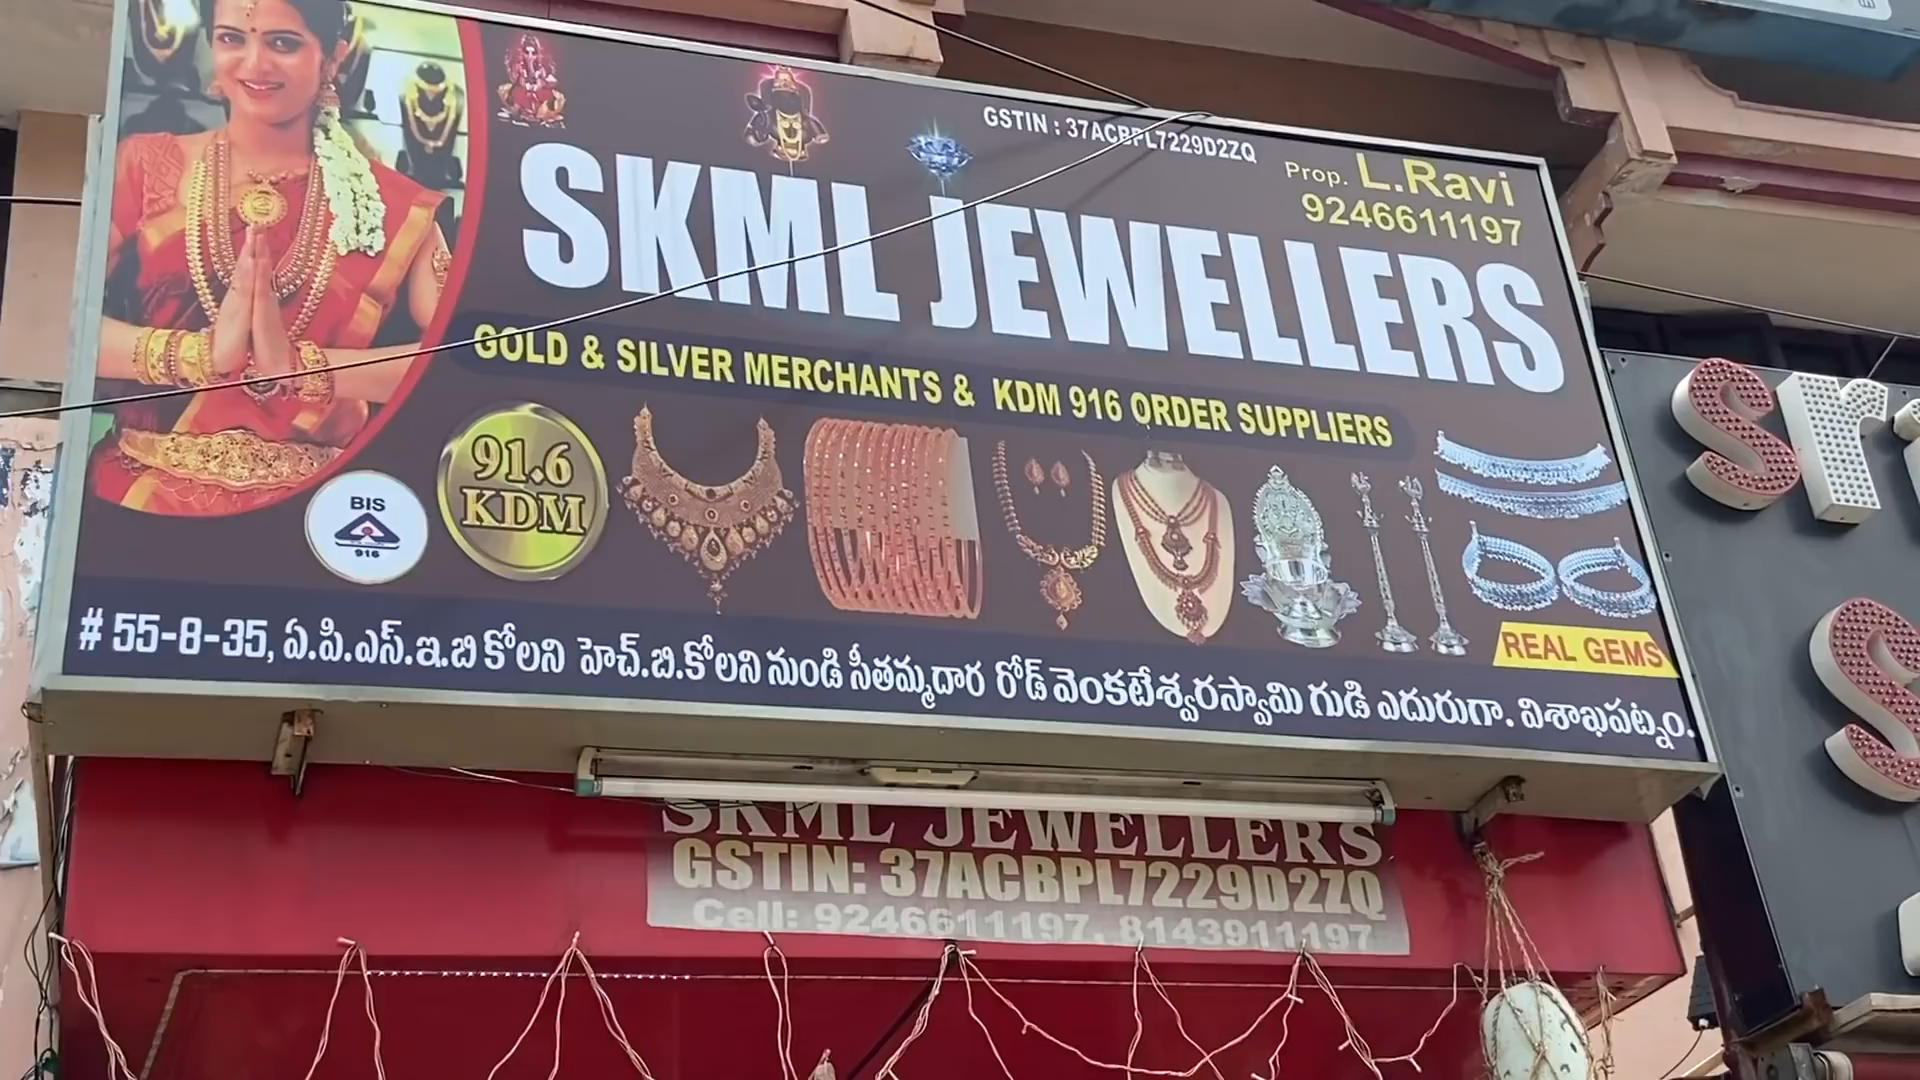 GSTIN : 37ACBPL7229D2ZQ
Prop. L.Ravi
9246611197
SKML JEWELLERS
GOLD & SILVER MERCHANTS & KDM 916 ORDER SUPPLIERS
91.6
KDM
BIS
916
REAL GEMS
# 55-8-35, ఏ.పి.ఎస్.ఇ.బి కోలని హెచ్.బి.కోలని నుండి సీతమ్మదార రోడ్ వెంకటేశ్వరస్వామి గుడి ఎదురుగా. విశాఖపట్నం.
SKML JEWELLERS
GSTIN: 37ACBPL7229D2ZQ
Cell: 9246611197, 8143911197